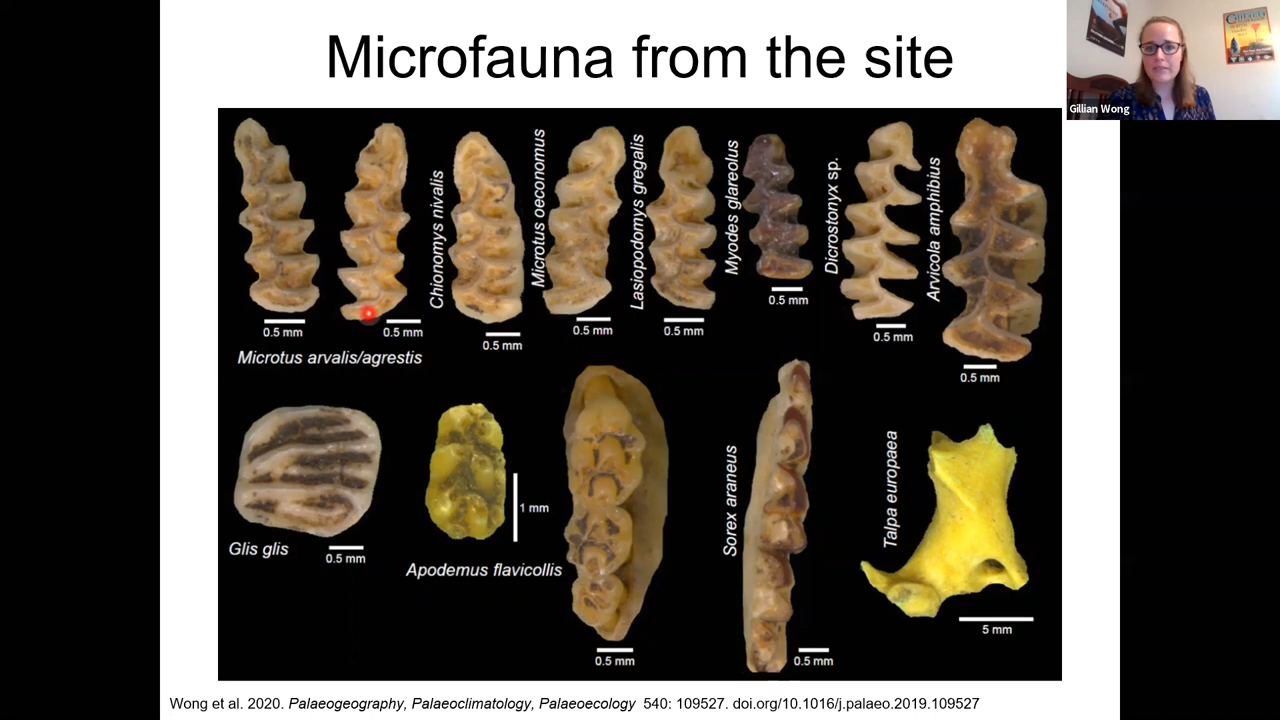 Microfauna from the site
Gillian Wong
Chionomys nivalis
Microtus oeconomus
Lasiopodomys gregalis
Myodes glareolus
Dicrostonyx sp.
Arvicola amphibius
0.5 mm
0.5 mm
0.5 mm
0.5 mm
0.5 mm
0.5 mm
0.5 mm
0.5 mm
Microtus arvalis/agrestis
Glis glis
0.5 mm
1 mm
Apodemus flavicollis
0.5 mm
Sorex araneus
0.5 mm
Talpa europaea
5 mm
Wong et al. 2020. Palaeogeography, Palaeoclimatology, Palaeoecology 540: 109527. doi.org/10.1016/j.palaeo.2019.109527